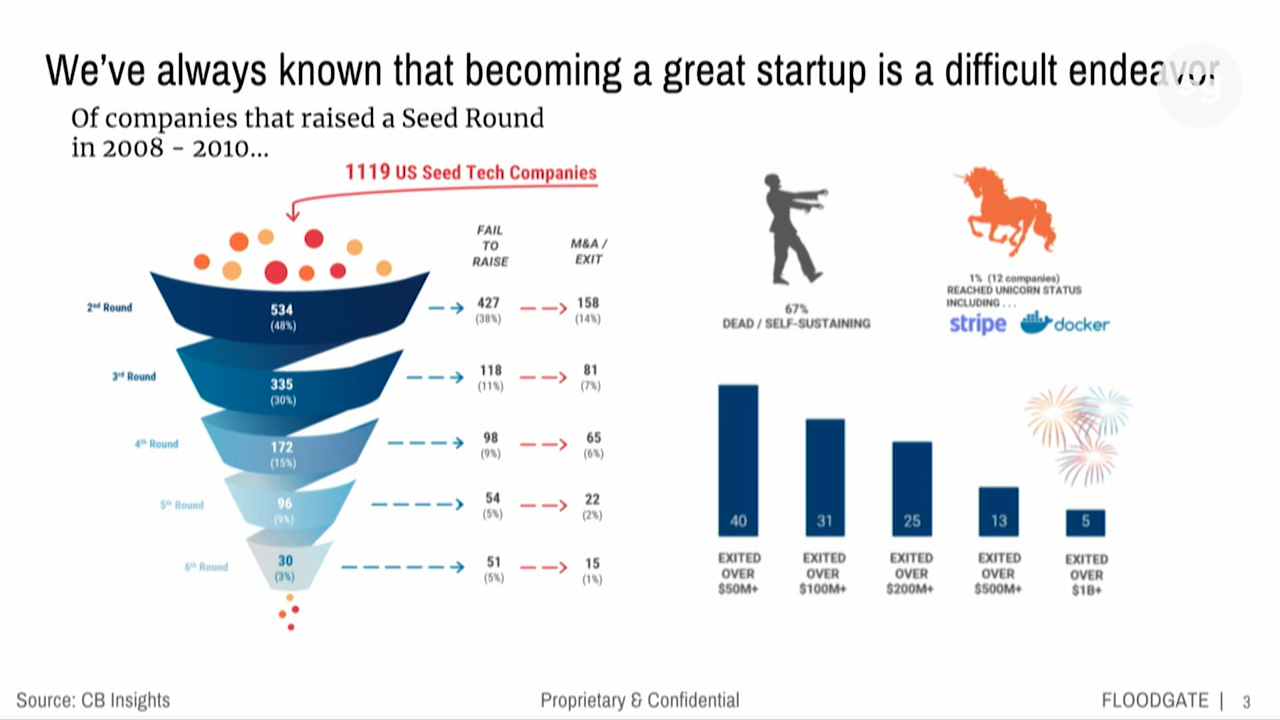 We've always known that becoming a great startup is a difficult endeavor
Of companies that raised a Seed Round
in 2008 - 2010...
1119 US Seed Tech Companies
FAIL
TO
RAISE
M&A /
EXIT
2nd Round
534
(48%)
427
(38%)
158
(14%)
3rd Round
335
(30%)
118
(11%)
81
(7%)
4th Round
172
(15%)
98
(9%)
65
(6%)
5th Round
96
(9%)
54
(5%)
22
(2%)
6th Round
30
(3%)
51
(5%)
15
(1%)
67%
DEAD / SELF-SUSTAINING
1% (12 companies)
REACHED UNICORN STATUS
INCLUDING . . .
stripe
docker
40
31
25
13
5
EXITED
OVER
$50M+
EXITED
OVER
$100M+
EXITED
OVER
$200M+
EXITED
OVER
$500M+
EXITED
OVER
$1B+
Source: CB Insights
Proprietary & Confidential
FLOODGATE | 3
sg